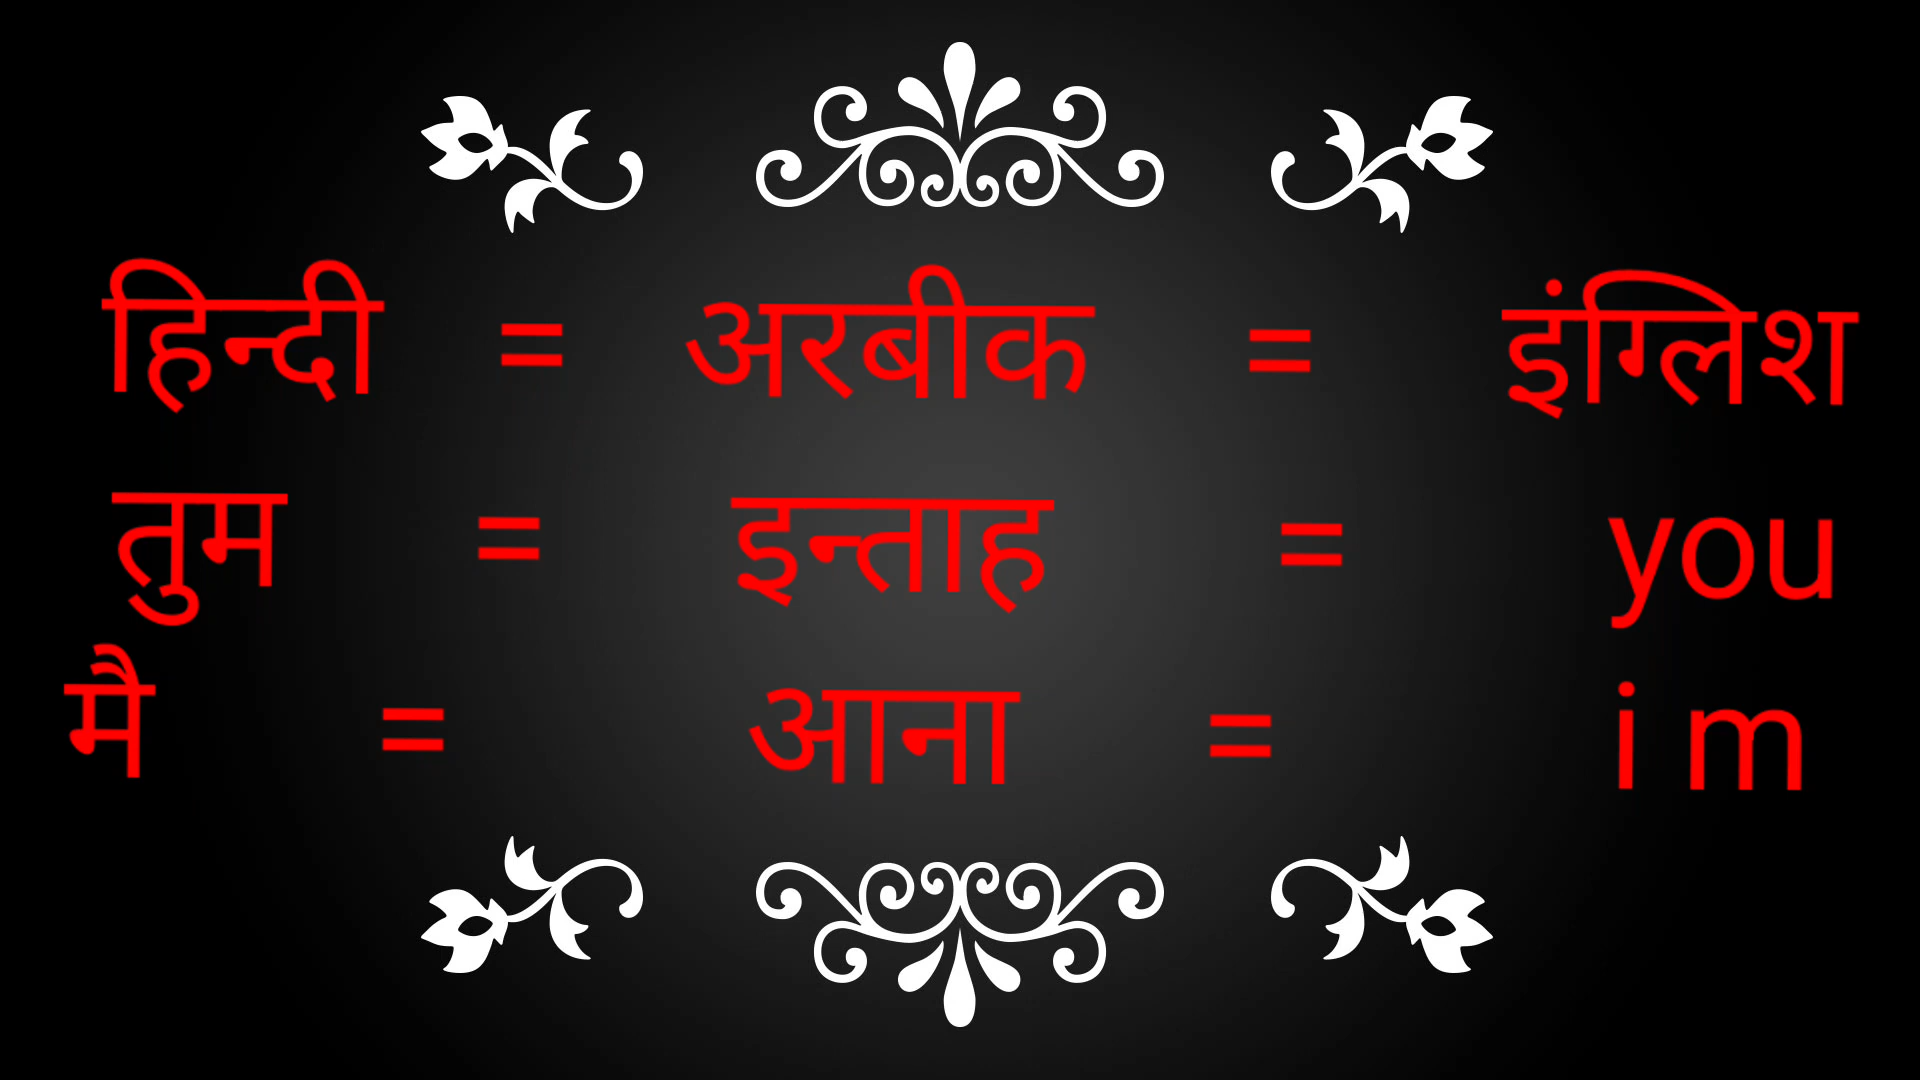 हिन्दी = अरबीक = इंग्लिश
तुम = इन्ताह = you
मै = आना = i m